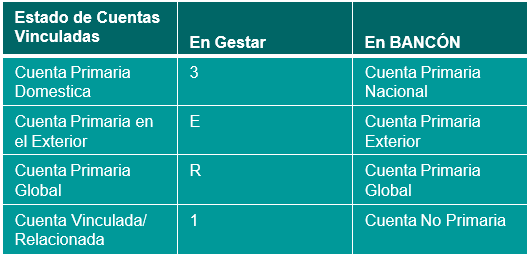 Estado de Cuentas
Vinculadas
En Gestar
En BANCÓN
Cuenta Primaria
Domestica
3
Cuenta Primaria
Nacional
Cuenta Primaria en
el Exterior
E
Cuenta Primaria
Exterior
Cuenta Primaria
Global
R
Cuenta Primaria
Global
Cuenta Vinculada/
Relacionada
1
Cuenta No Primaria